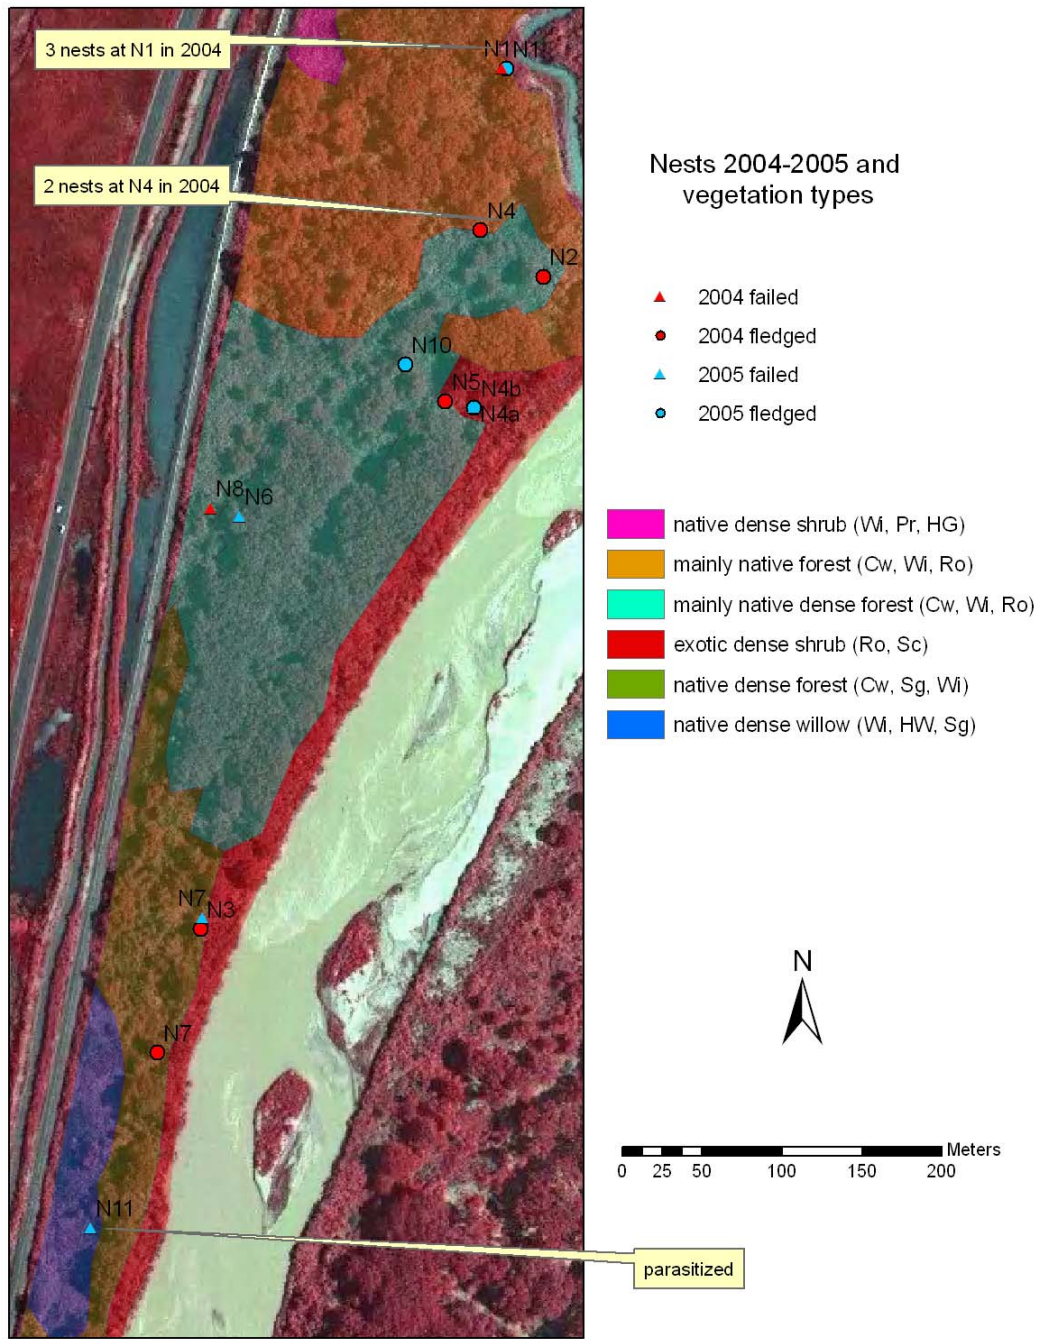 3 nests at N1 in 2004
N1N1
2 nests at N4 in 2004
N4
N2
N10
N5
N4b
N4a
N8
N6
N7
N3
N7
N11
parasitized
Nests 2004-2005 and
vegetation types
2004 failed
2004 fledged
2005 failed
2005 fledged
native dense shrub (Wi, Pr, HG)
mainly native forest (Cw, Wi, Ro)
mainly native dense forest (Cw, Wi, Ro)
exotic dense shrub (Ro, Sc)
native dense forest (Cw, Sg, Wi)
native dense willow (Wi, HW, Sg)
N
Meters
0 25 50 100 150 200